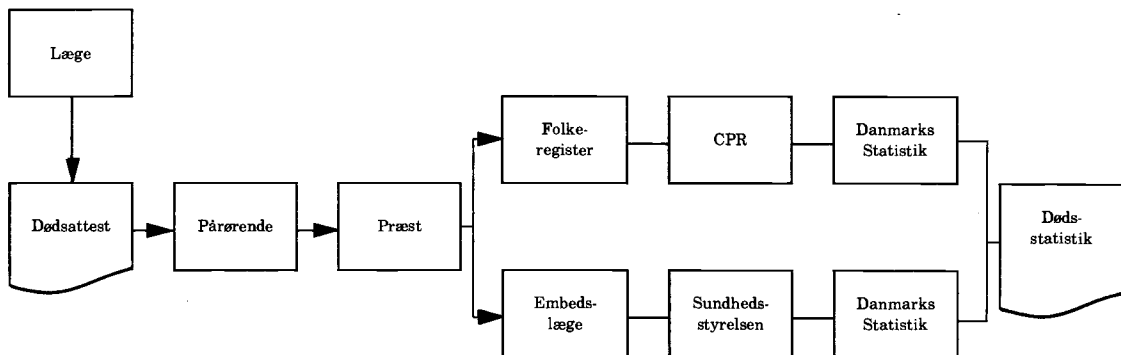 Læge
Dødsattest
Pårørende
Præst
Folke-
register
CPR
Danmarks
Statistik
Embeds-
læge
Sundheds-
styrelsen
Danmarks
Statistik
Døds-
statistik